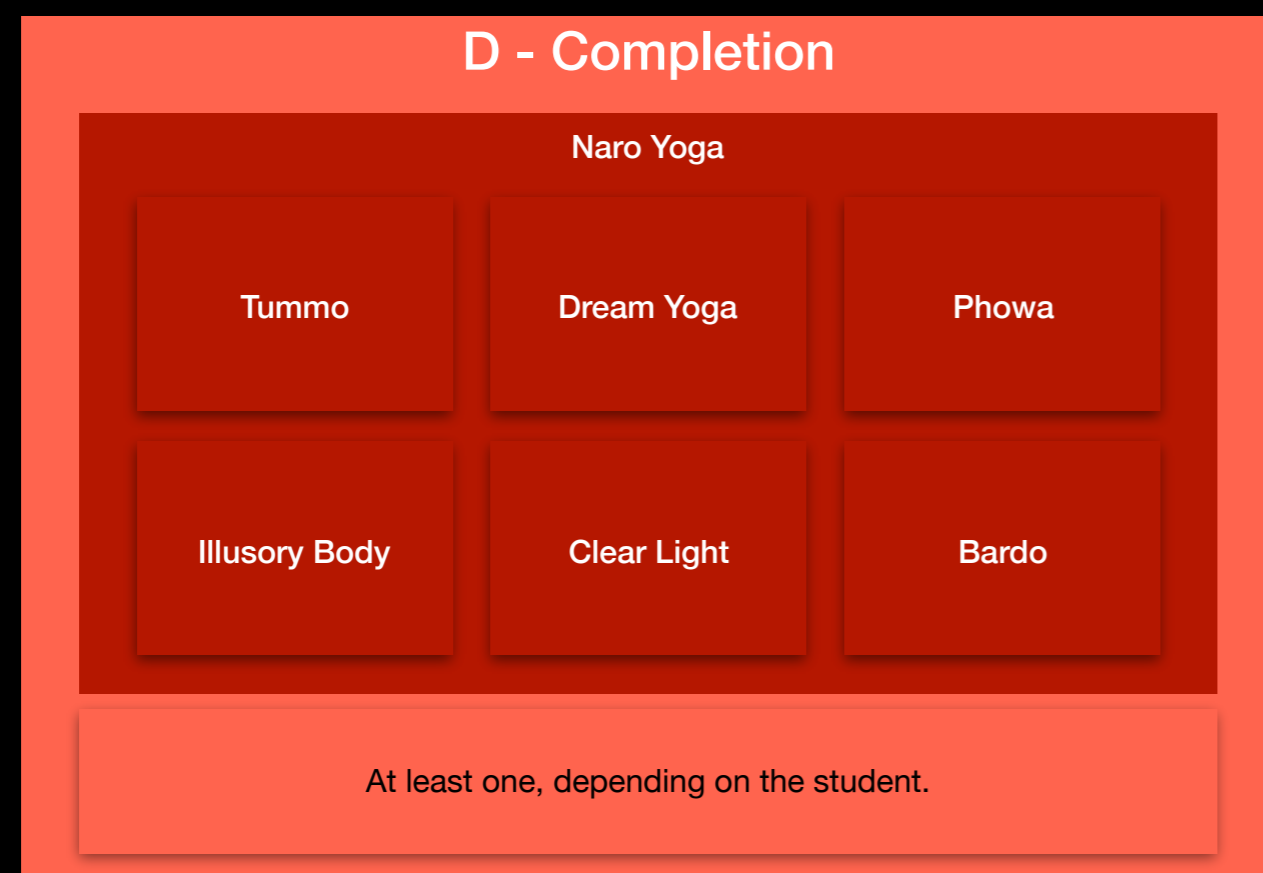 D - Completion
Naro Yoga
Tummo
Dream Yoga
Phowa
Illusory Body
Clear Light
Bardo
At least one, depending on the student.